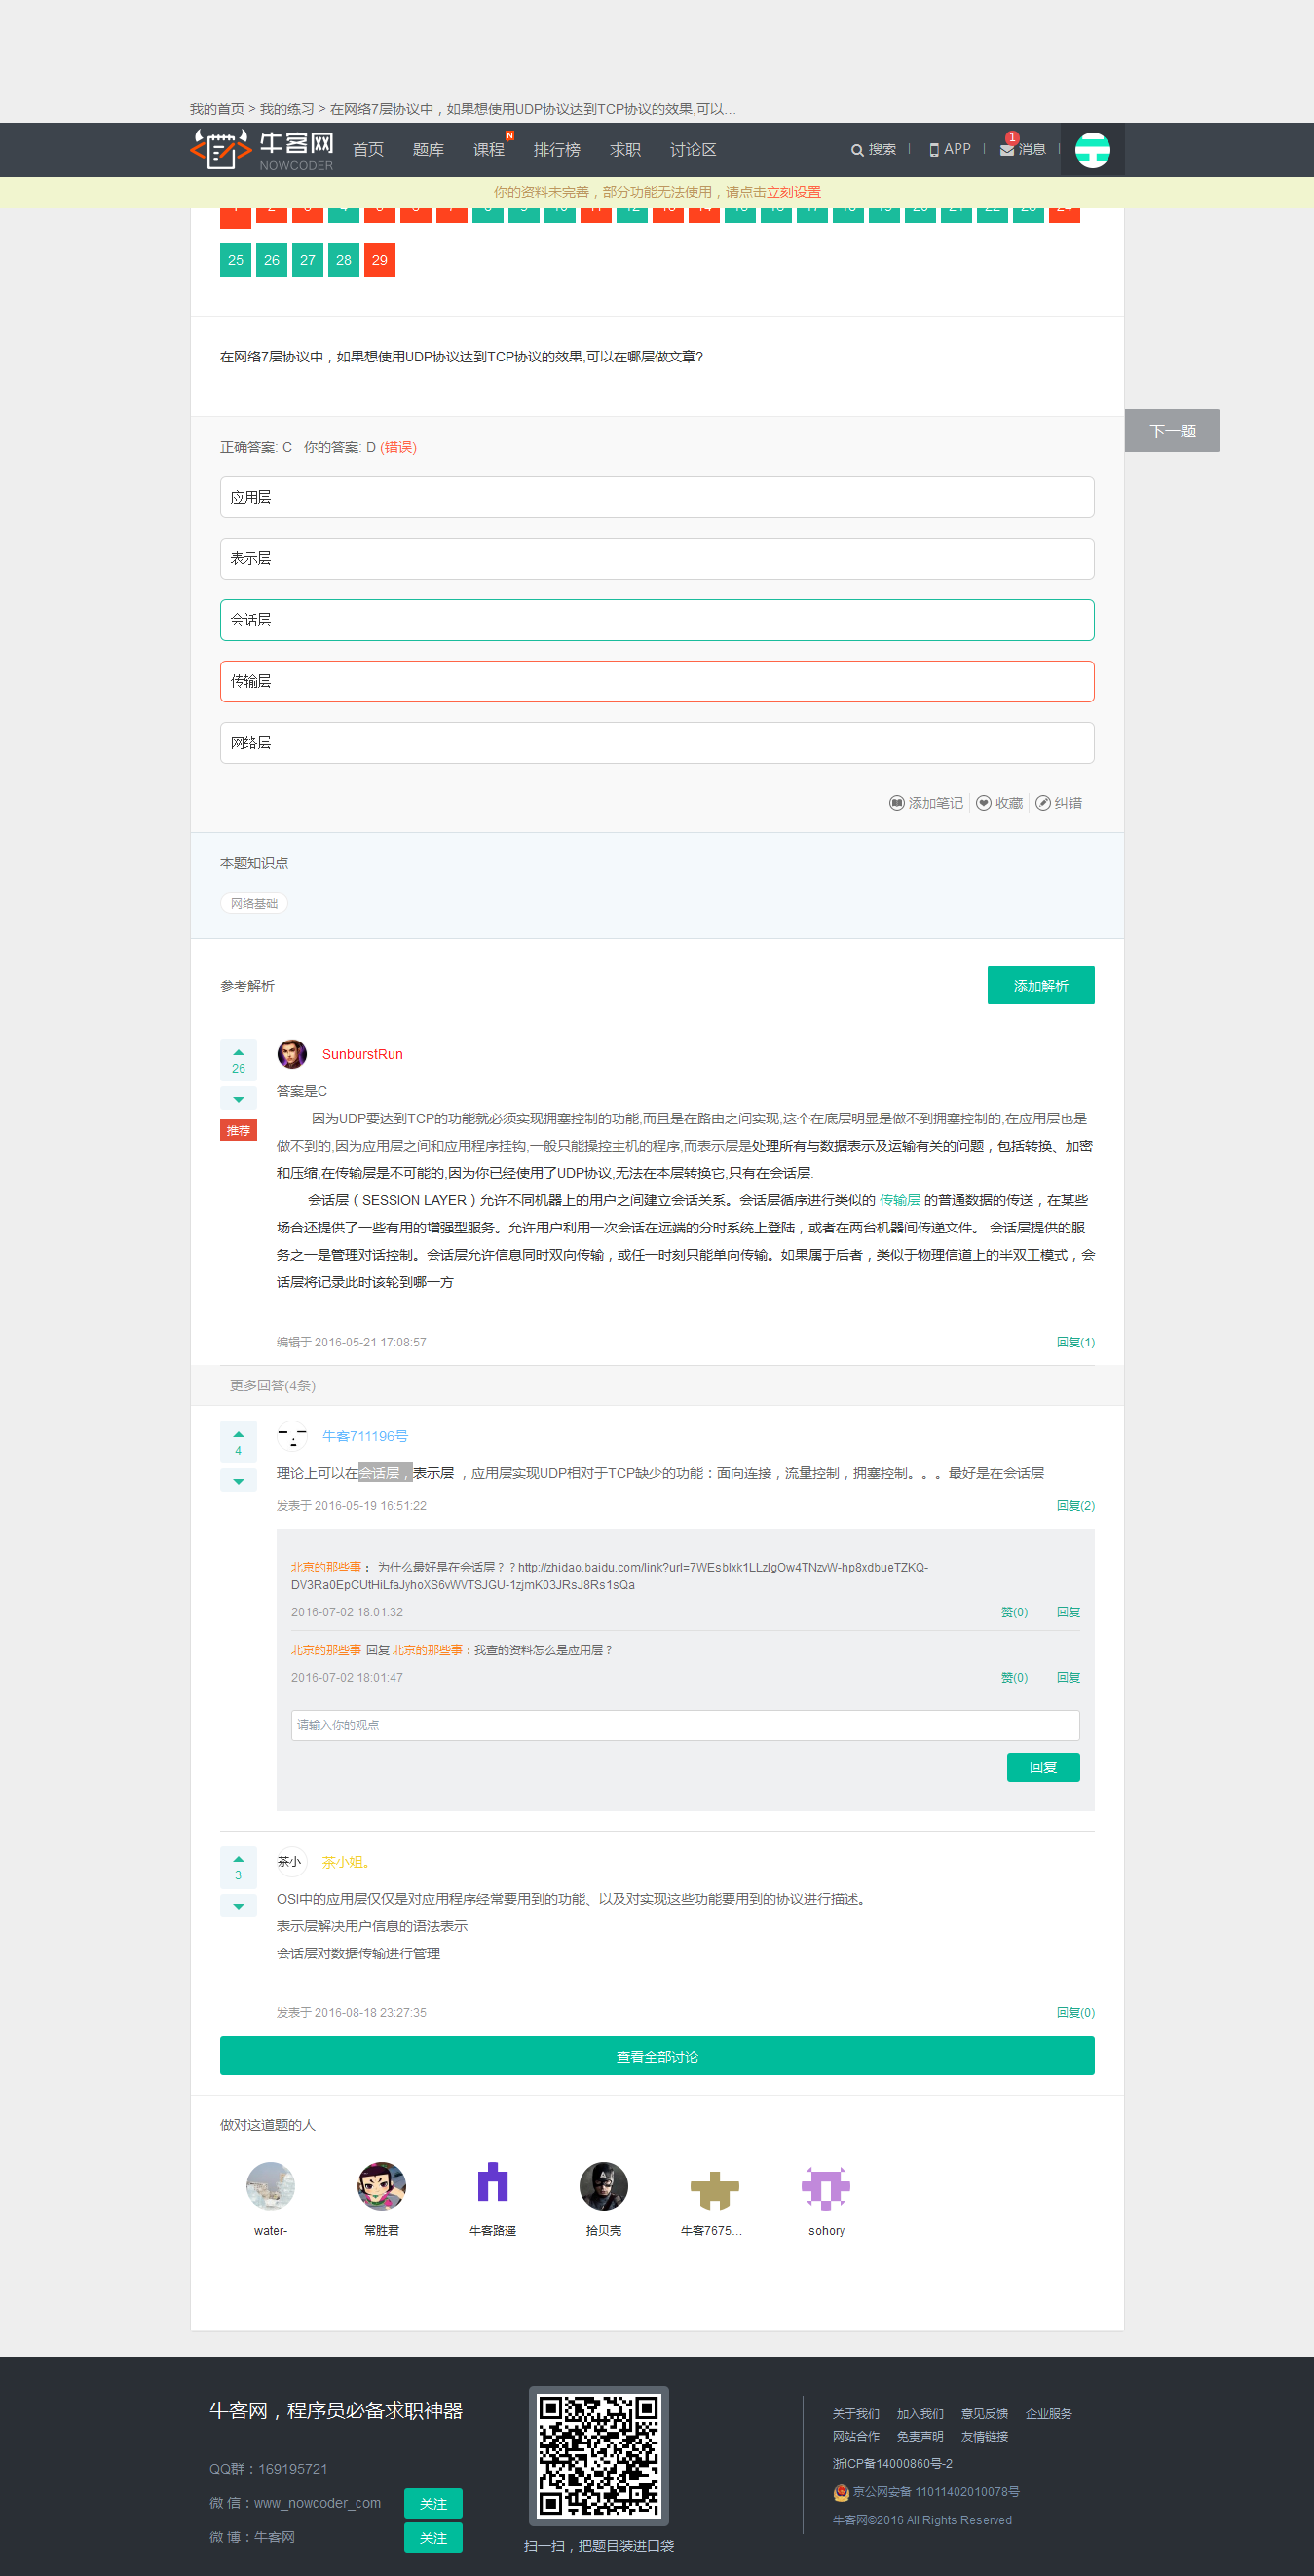 我的首页 > 我的练习 > 在网络7层协议中，如果想使用UDP协议达到TCP协议的效果,可以…
牛客网
NOWCODER
首页 题库 课程 N 排行榜 求职 讨论区 搜索 APP 1 消息
你的资料未完善，部分功能无法使用，请点击立刻设置
25 26 27 28 29
在网络7层协议中，如果想使用UDP协议达到TCP协议的效果,可以在哪层做文章?
下一题
正确答案: C 你的答案: D (错误)
应用层
表示层
会话层
传输层
网络层
添加笔记 收藏 纠错
本题知识点
网络基础
参考解析 添加解析
26
推荐
SunburstRun
答案是C
因为UDP要达到TCP的功能就必须实现拥塞控制的功能,而且是在路由之间实现,这个在底层明显是做不到拥塞控制的,在应用层也是
做不到的,因为应用层之间和应用程序挂钩,一般只能操控主机的程序,而表示层是处理所有与数据表示及运输有关的问题，包括转换、加密
和压缩,在传输层是不可能的,因为你已经使用了UDP协议,无法在本层转换它,只有在会话层.
会话层（SESSION LAYER）允许不同机器上的用户之间建立会话关系。会话层循序进行类似的 传输层 的普通数据的传送，在某些
场合还提供了一些有用的增强型服务。允许用户利用一次会话在远端的分时系统上登陆，或者在两台机器间传递文件。 会话层提供的服
务之一是管理对话控制。会话层允许信息同时双向传输，或任一时刻只能单向传输。如果属于后者，类似于物理信道上的半双工模式，会
话层将记录此时该轮到哪一方
编辑于 2016-05-21 17:08:57 回复(1)
更多回答(4条)
4
牛客711196号
理论上可以在会话层，表示层 ，应用层实现UDP相对于TCP缺少的功能：面向连接，流量控制，拥塞控制。。。最好是在会话层
发表于 2016-05-19 16:51:22 回复(2)
北京的那些事： 为什么最好是在会话层？？http://zhidao.baidu.com/link?url=7WEsblxk1LLzlgOw4TNzvW-hp8xdbueTZKQ-
DV3Ra0EpCUtHiLfaJyhoXS6vWVTSJGU-1zjmK03JRsJ8Rs1sQa
2016-07-02 18:01:32 赞(0) 回复
北京的那些事 回复 北京的那些事：我查的资料怎么是应用层？
2016-07-02 18:01:47 赞(0) 回复
请输入你的观点
回复
3
茶小
茶小姐。
OSI中的应用层仅仅是对应用程序经常要用到的功能、以及对实现这些功能要用到的协议进行描述。
表示层解决用户信息的语法表示
会话层对数据传输进行管理
发表于 2016-08-18 23:27:35 回复(0)
查看全部讨论
做对这道题的人
water- 常胜君 牛客路遥 拾贝壳 牛客7675... sohory
牛客网，程序员必备求职神器
QQ群：169195721
微 信：www_nowcoder_com 关注
微 博：牛客网 关注
扫一扫，把题目装进口袋
关于我们 加入我们 意见反馈 企业服务
网站合作 免责声明 友情链接
浙ICP备14000860号-2
京公网安备 11011402010078号
牛客网©2016 All Rights Reserved